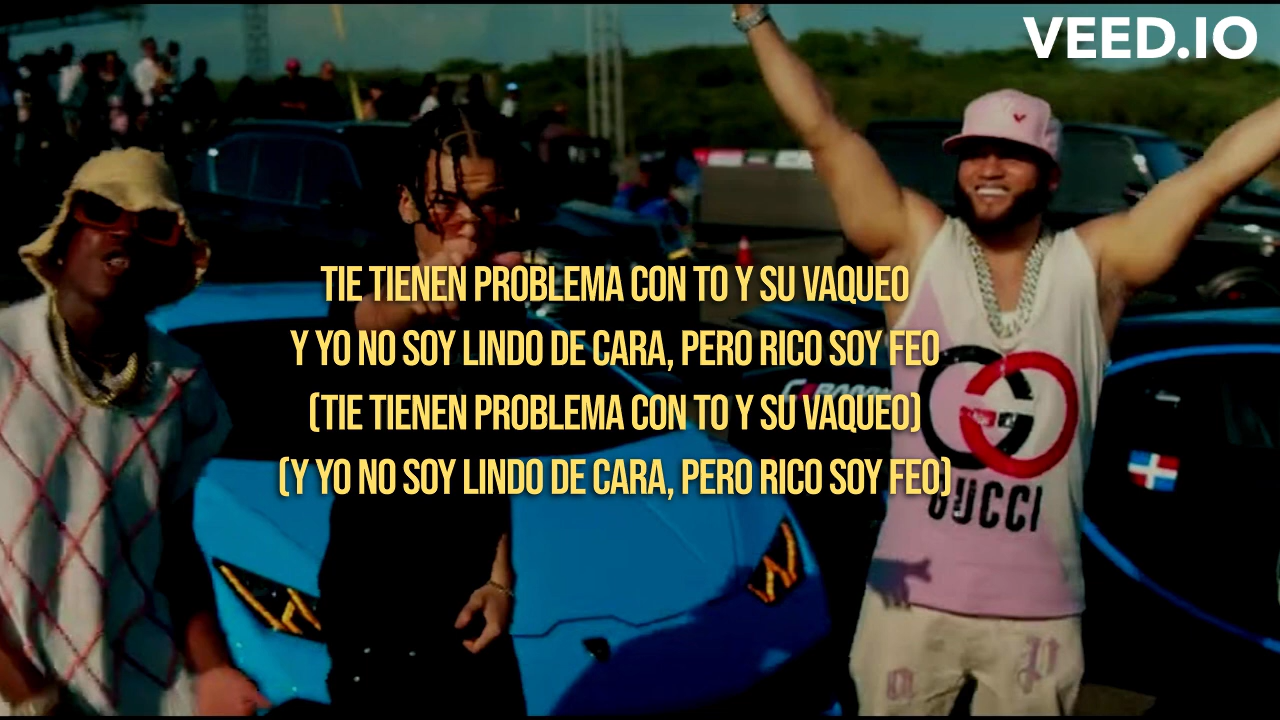 VEED.IO
TIE TIENEN PROBLEMA CON TO Y SU VAQUEO
Y YO NO SOY LINDO DE CARA, PERO RICO SOY FEO
(TIE TIENEN PROBLEMA CON TO Y SU VAQUEO)
(Y YO NO SOY LINDO DE CARA, PERO RICO SOY FEO)
GUCCI